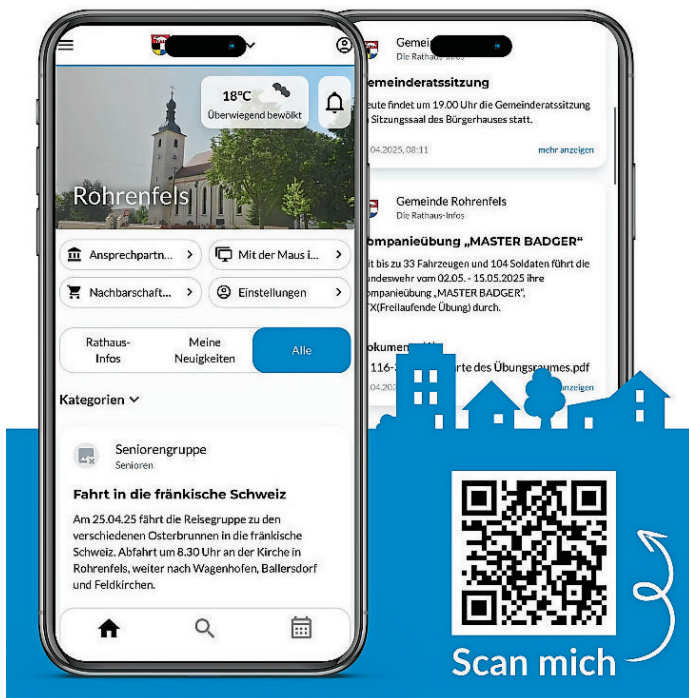 18°C
Überwiegend bewölkt
Rohrenfels
Ansprechpartn...
Mit der Maus i...
Nachbarschaft...
Einstellungen
Rathaus-
Infos
Meine
Neuigkeiten
Alle
Kategorien
Seniorengruppe
Senioren
Fahrt in die fränkische Schweiz
Am 25.04.25 fährt die Reisegruppe zu den
verschiedenen Osterbrunnen in die fränkische
Schweiz. Abfahrt um 8.30 Uhr an der Kirche in
Rohrenfels, weiter nach Wagenhofen, Ballersdorf
und Feldkirchen.
Gemei
Die Rathaus-Infos
emeinderatssitzung
eute findet um 19.00 Uhr die Gemeinderatssitzung
Sitzungssaal des Bürgerhauses statt.
.04.2025, 08:11
mehr anzeigen
Gemeinde Rohrenfels
Die Rathaus-Infos
ompanieübung „MASTER BADGER“
it bis zu 33 Fahrzeugen und 104 Soldaten führt die
ndeswehr vom 02.05. - 15.05.2025 ihre
ompanieübung „MASTER BADGER“,
TX(Freilaufende Übung) durch.
okumen
116-
rte des Übungsraumes.pdf
.04.202
anzeigen
Scan mich